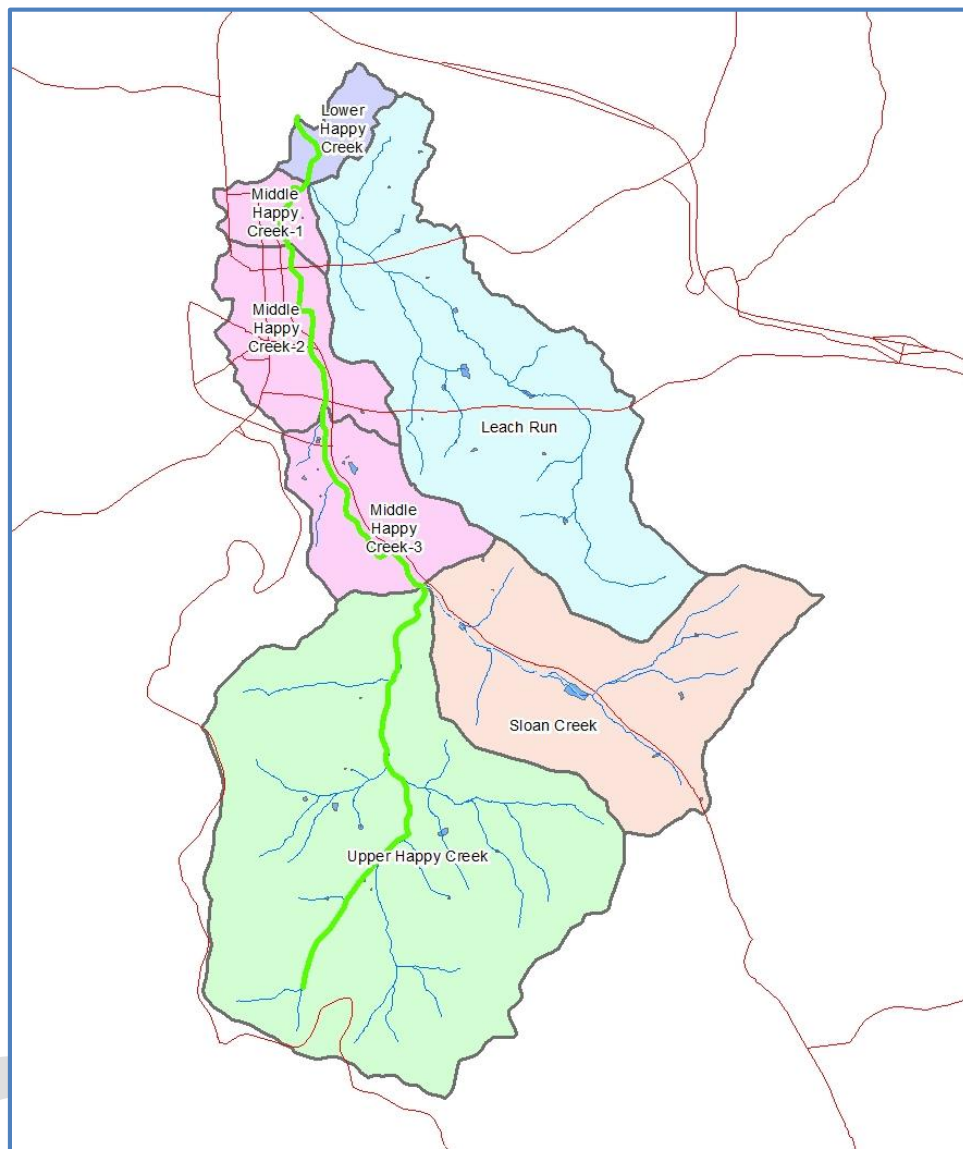 Lower
Happy
Creek
Middle
Happy
Creek-1
Middle
Happy
Creek-2
Leach Run
Middle
Happy
Creek-3
Sloan Creek
Upper Happy Creek